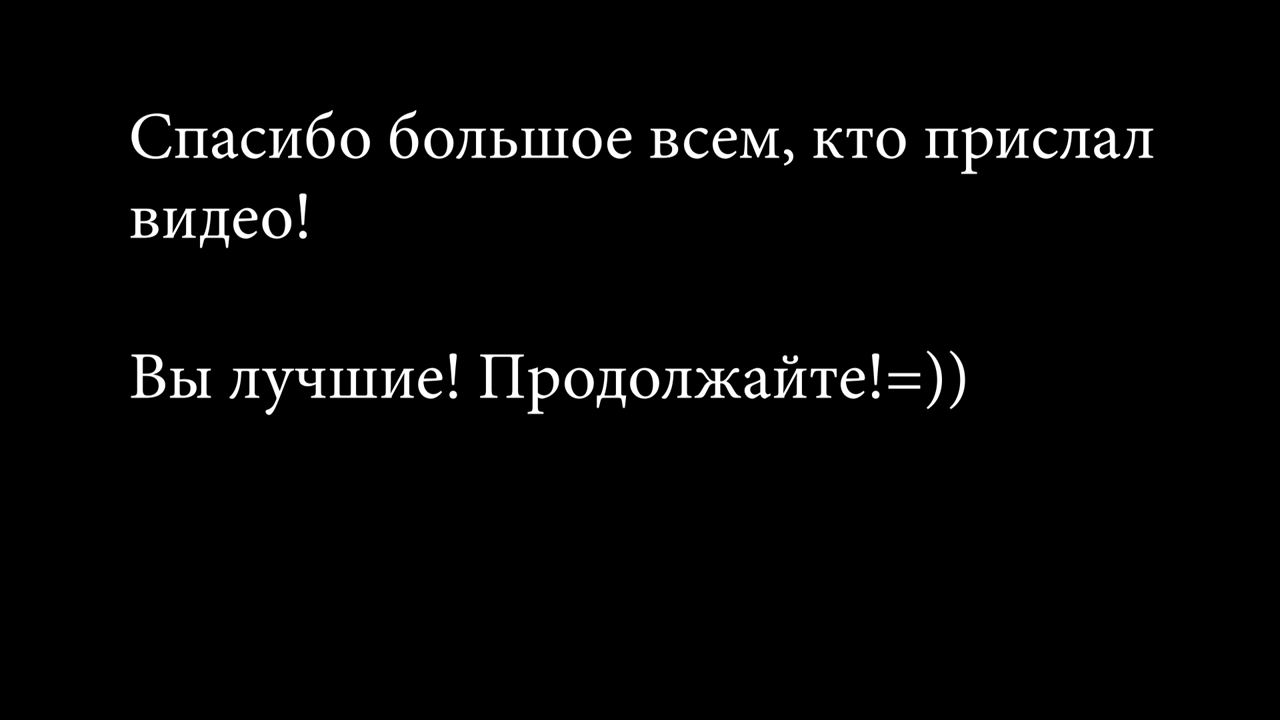 Спасибо большое всем, кто прислал
видео!
Вы лучшие! Продолжайте!=))